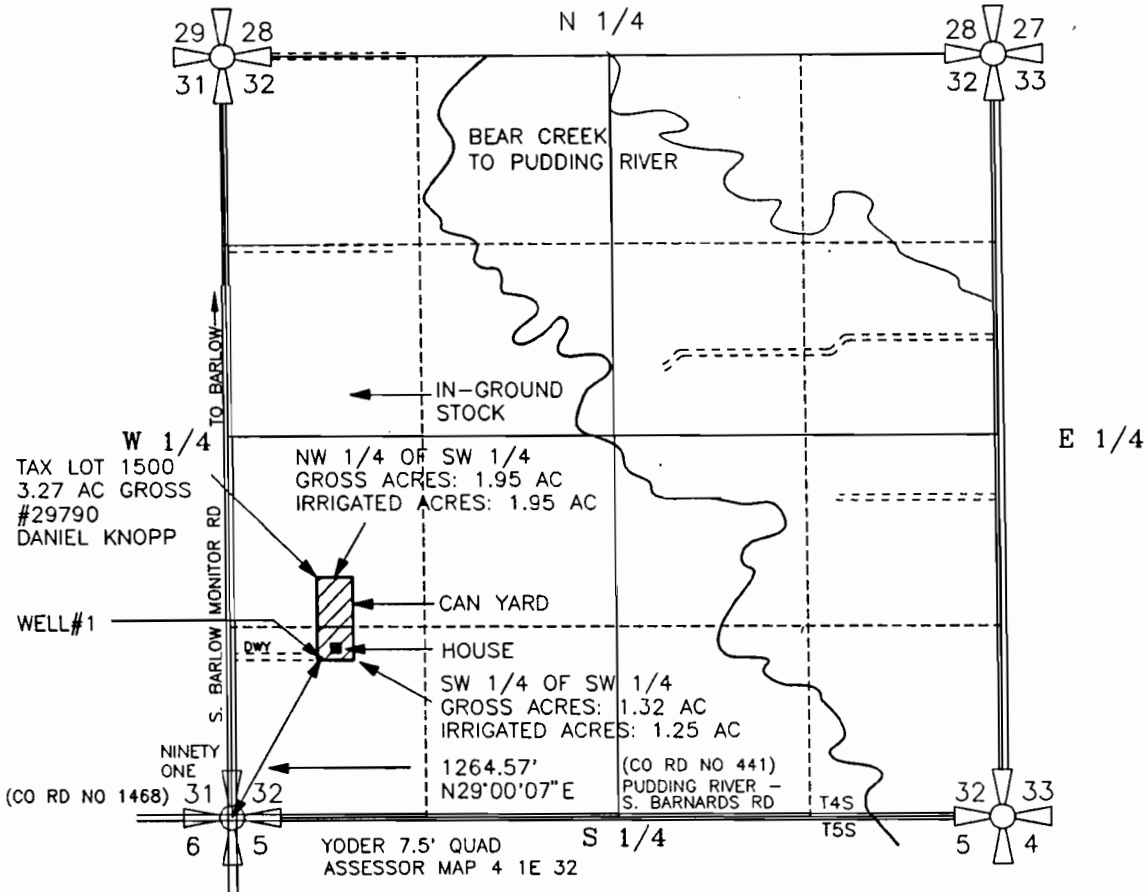 N 1/4
29 28
28 27
31 32
32 33
BEAR CREEK
TO PUDDING RIVER
TO BARLOW
IN-GROUND
STOCK
W 1/4
E 1/4
TAX LOT 1500
3.27 AC GROSS
#29790
DANIEL KNOPP
NW 1/4 OF SW 1/4
GROSS ACRES: 1.95 AC
IRRIGATED ACRES: 1.95 AC
S. BARLOW MONITOR RD
CAN YARD
WELL#1
DWY
HOUSE
SW 1/4 OF SW 1/4
GROSS ACRES: 1.32 AC
IRRIGATED ACRES: 1.25 AC
NINETY
ONE
1264.57'
N29°00'07"E
(CO RD NO 441)
PUDDING RIVER –
S. BARNARDS RD
(CO RD NO 1468)
31 32
T4S
32 33
6 5
S 1/4
T5S
5 4
YODER 7.5' QUAD
ASSESSOR MAP 4 1E 32